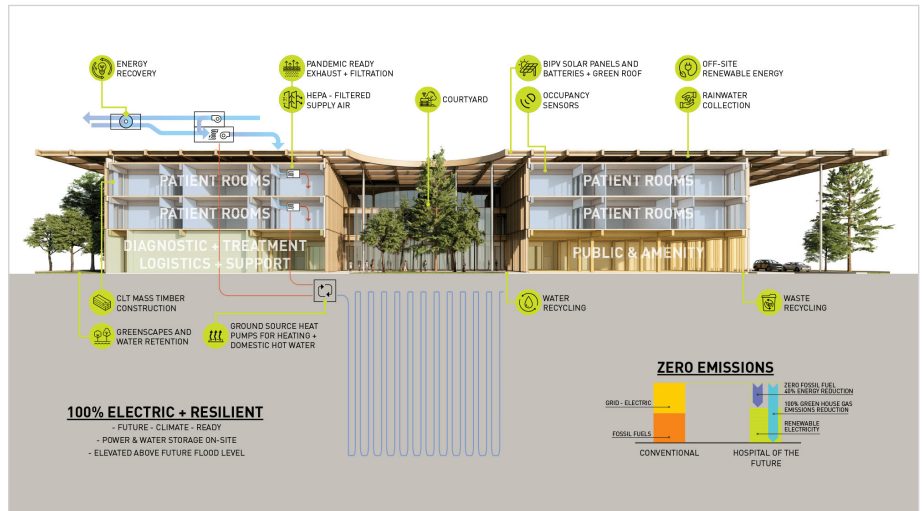 ENERGY
RECOVERY
PANDEMIC READY
EXHAUST + FILTRATION
HEPA - FILTERED
SUPPLY AIR
COURTYARD
BIPV SOLAR PANELS AND
BATTERIES + GREEN ROOF
OCCUPANCY
SENSORS
OFF-SITE
RENEWABLE ENERGY
RAINWATER
COLLECTION
PATIENT ROOMS
PATIENT ROOMS
PATIENT ROOMS
PATIENT ROOMS
DIAGNOSTIC + TREATMENT
LOGISTICS + SUPPORT
PUBLIC & AMENITY
CLT MASS TIMBER
CONSTRUCTION
GREENSCAPES AND
WATER RETENTION
GROUND SOURCE HEAT
PUMPS FOR HEATING +
DOMESTIC HOT WATER
WATER
RECYCLING
WASTE
RECYCLING
100% ELECTRIC + RESILIENT
- FUTURE - CLIMATE - READY
- POWER & WATER STORAGE ON-SITE
- ELEVATED ABOVE FUTURE FLOOD LEVEL
ZERO EMISSIONS
GRID - ELECTRIC
FOSSIL FUELS
CONVENTIONAL
ZERO FOSSIL FUEL
40% ENERGY REDUCTION
100% GREEN HOUSE GAS
EMISSIONS REDUCTION
RENEWABLE
ELECTRICITY
HOSPITAL OF THE
FUTURE